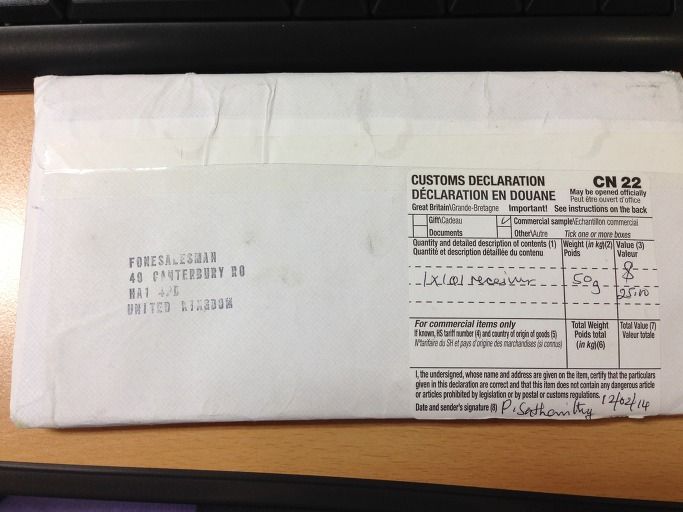 FONESALESMAN
49 CANTERBURY RD
HA1
UNITED KINGDOM
CUSTOMS DECLARATION
DÉCLARATION EN DOUANE
CN 22
May be opened officially
Peut être ouvert d'office
Great Britain\Grande-Bretagne Important! See instructions on the back
Gift\Cadeau
Commercial sample\Echantillon commercial
Documents
Other\Autre Tick one or more boxes
Quantity and detailed description of contents (1)
Quantité et description détaillée du contenu
Weight (in kg)(2)
Poids
Value (3)
Valeur
receiver
50g
$
25.00
For commercial items only
If known, HS tariff number (4) and country of origin of goods (5)
N°tarifaire du SH et pays d'origine des marchandises (si connus)
Total Weight
Poids total
(in kg)(6)
Total Value (7)
Valeur totale
I, the undersigned, whose name and address are given on the item, certify that the particulars
given in this declaration are correct and that this item does not contain any dangerous article
or articles prohibited by legislation or by postal or customs regulations.
Date and sender's signature (8) 12/02/14